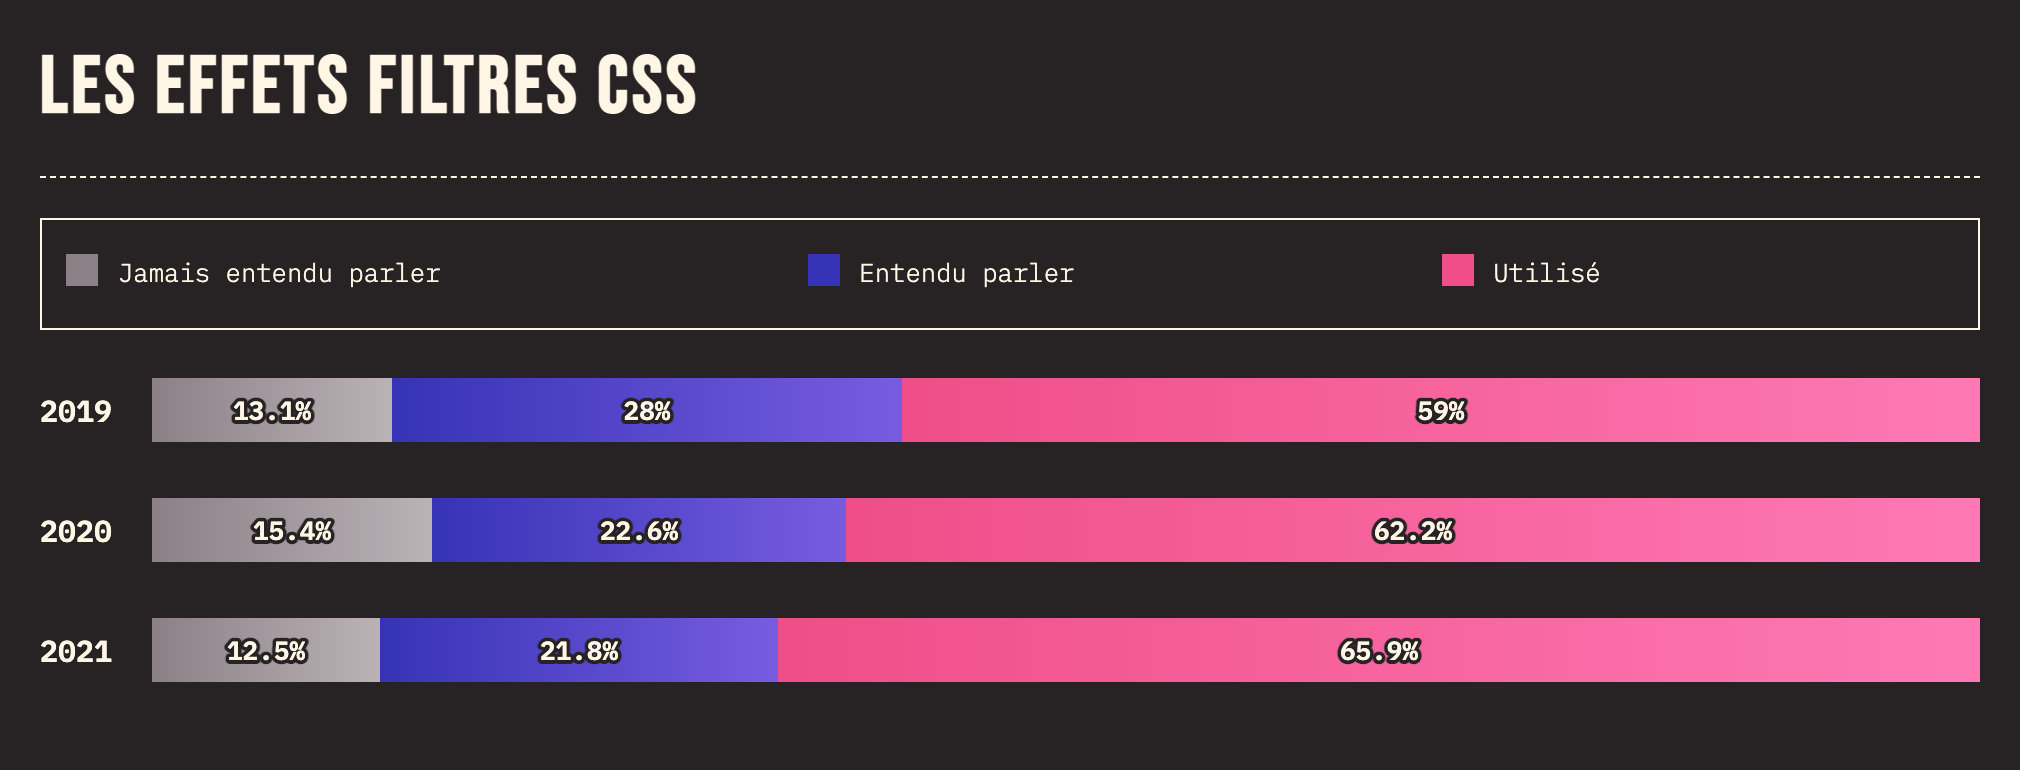 LES EFFETS FILTRES CSS
Jamais entendu parler Entendu parler Utilisé
2019 13.1% 28% 59%
2020 15.4% 22.6% 62.2%
2021 12.5% 21.8% 65.9%